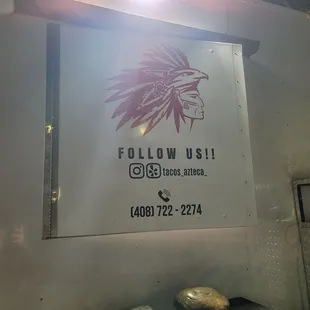 FOLLOW US!!
tacos_azteca_
(408) 722 - 2274